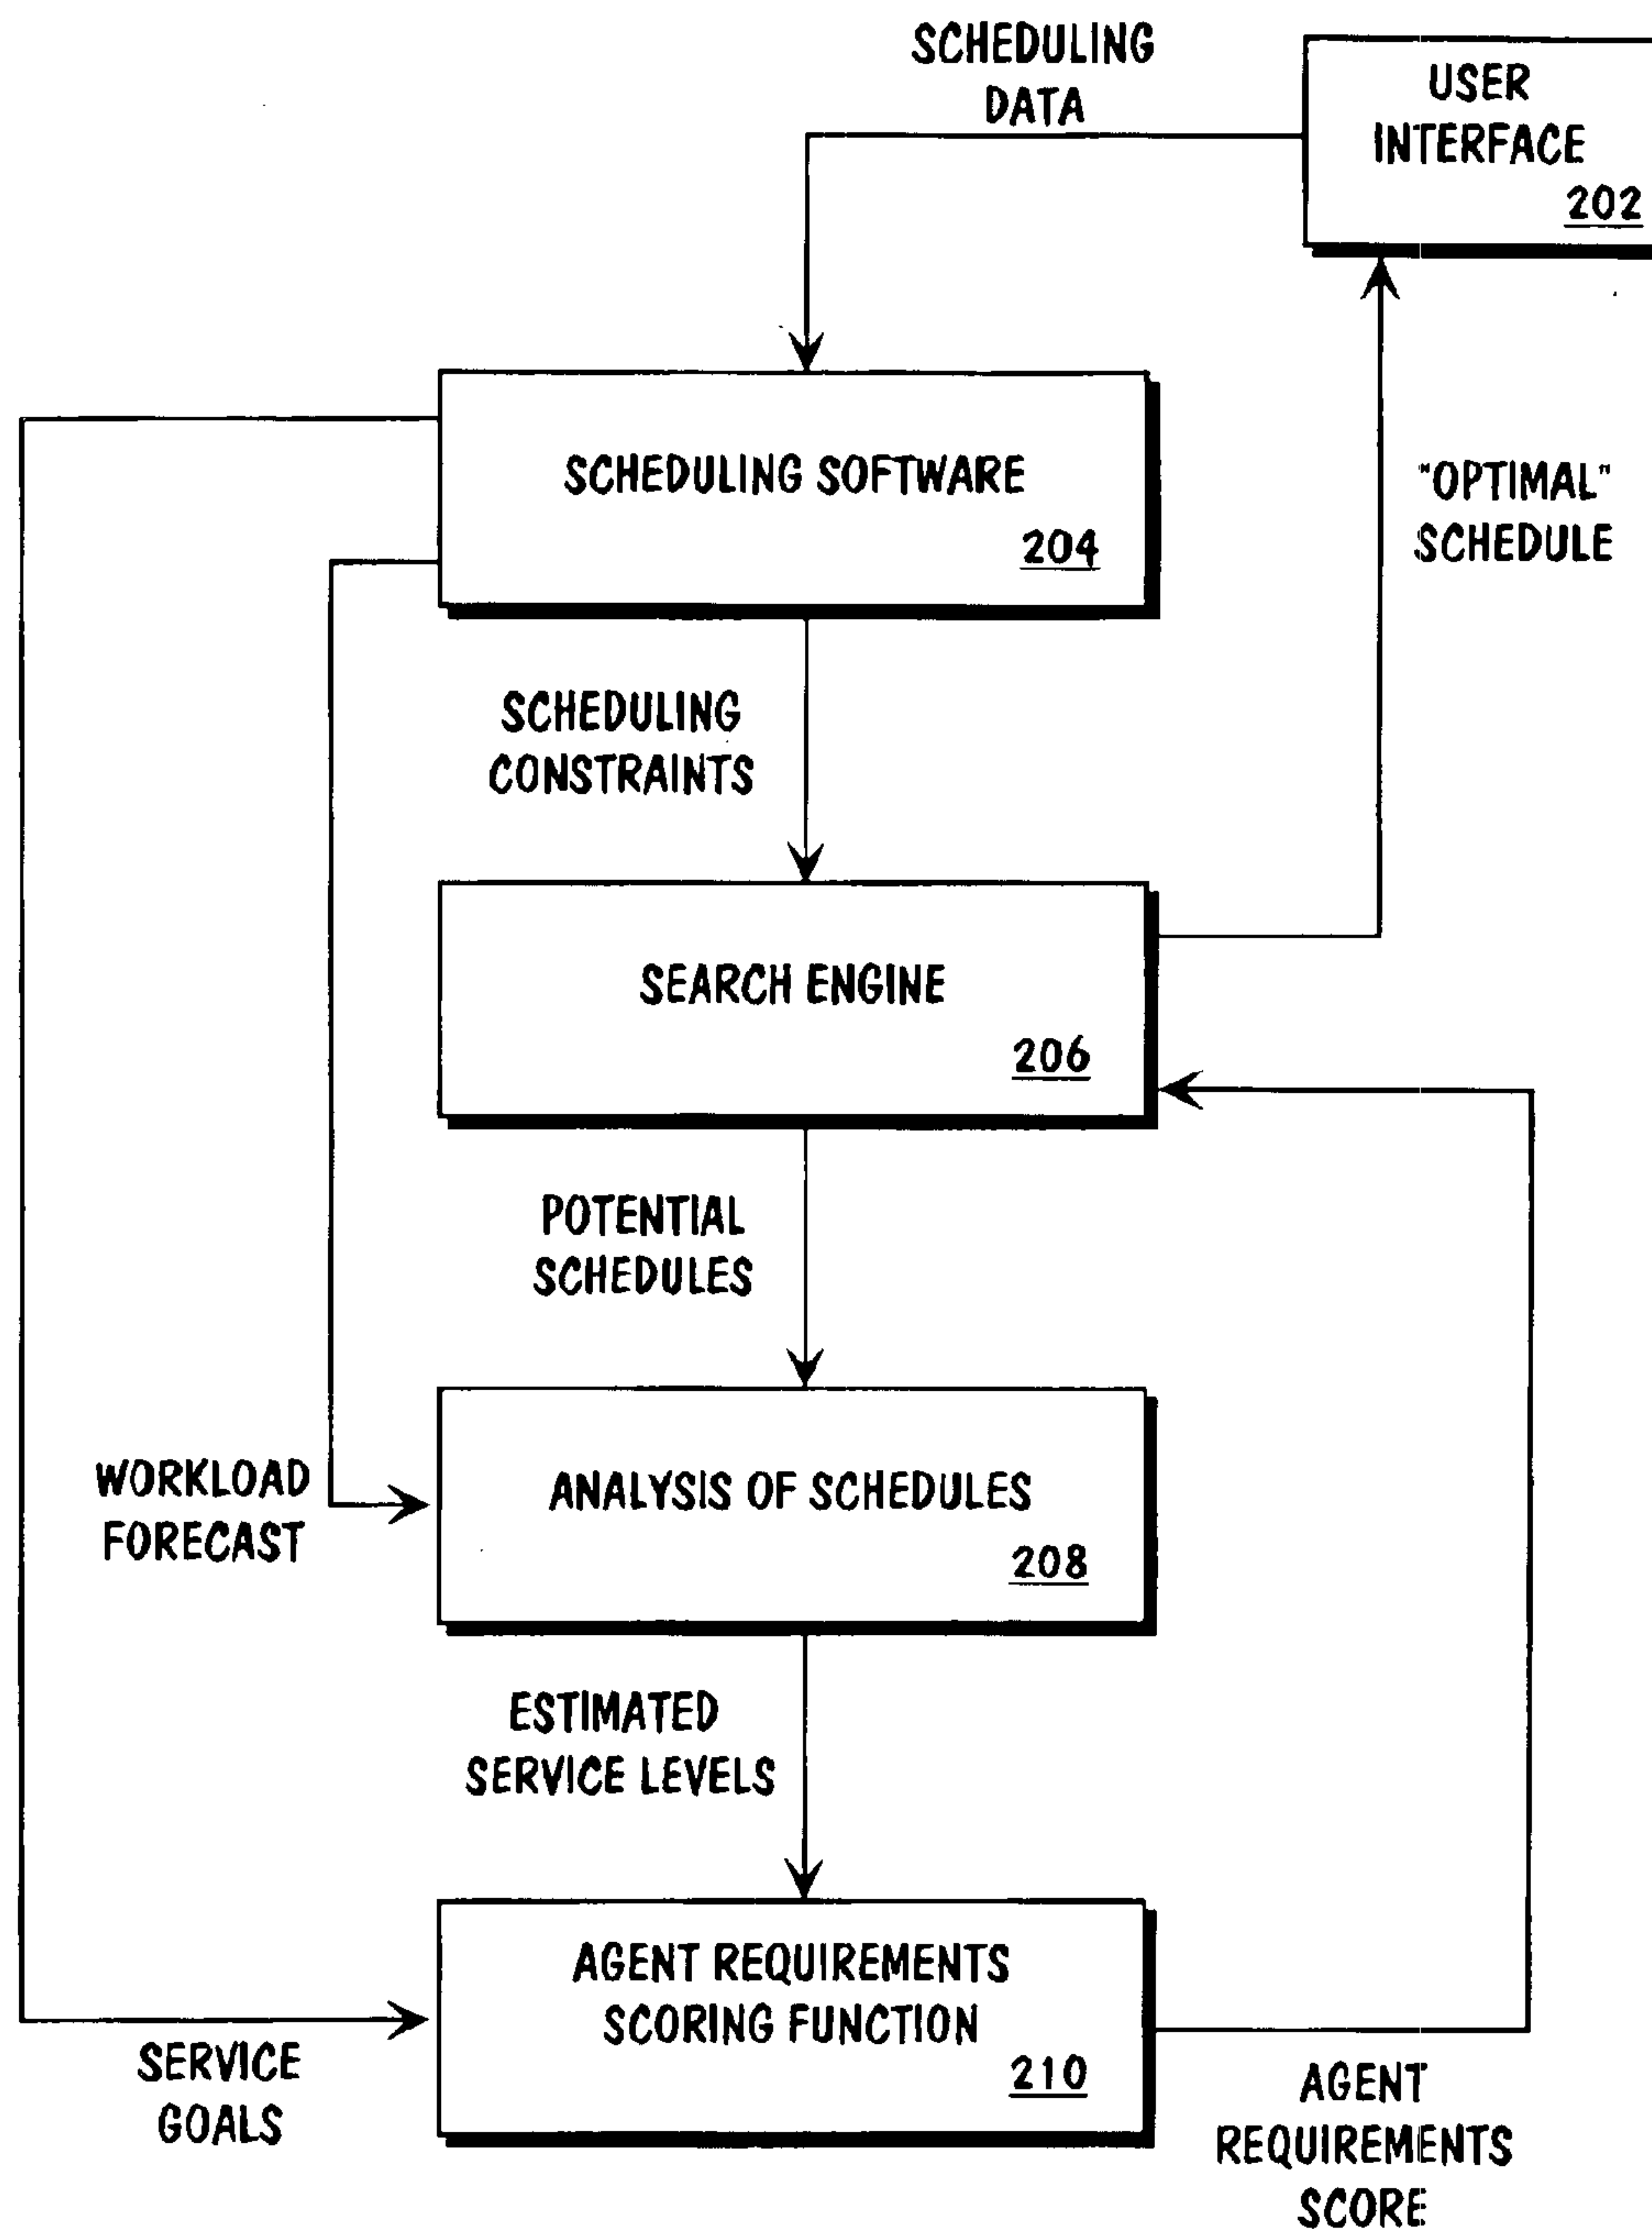 SCHEDULING
DATA
USER
INTERFACE
202
SCHEDULING SOFTWARE
204
"OPTIMAL"
SCHEDULE
SCHEDULING
CONSTRAINTS
SEARCH ENGINE
206
POTENTIAL
SCHEDULES
WORKLOAD
FORECAST
ANALYSIS OF SCHEDULES
208
ESTIMATED
SERVICE LEVELS
AGENT REQUIREMENTS
SCORING FUNCTION
210
SERVICE
GOALS
AGENT
REQUIREMENTS
SCORE